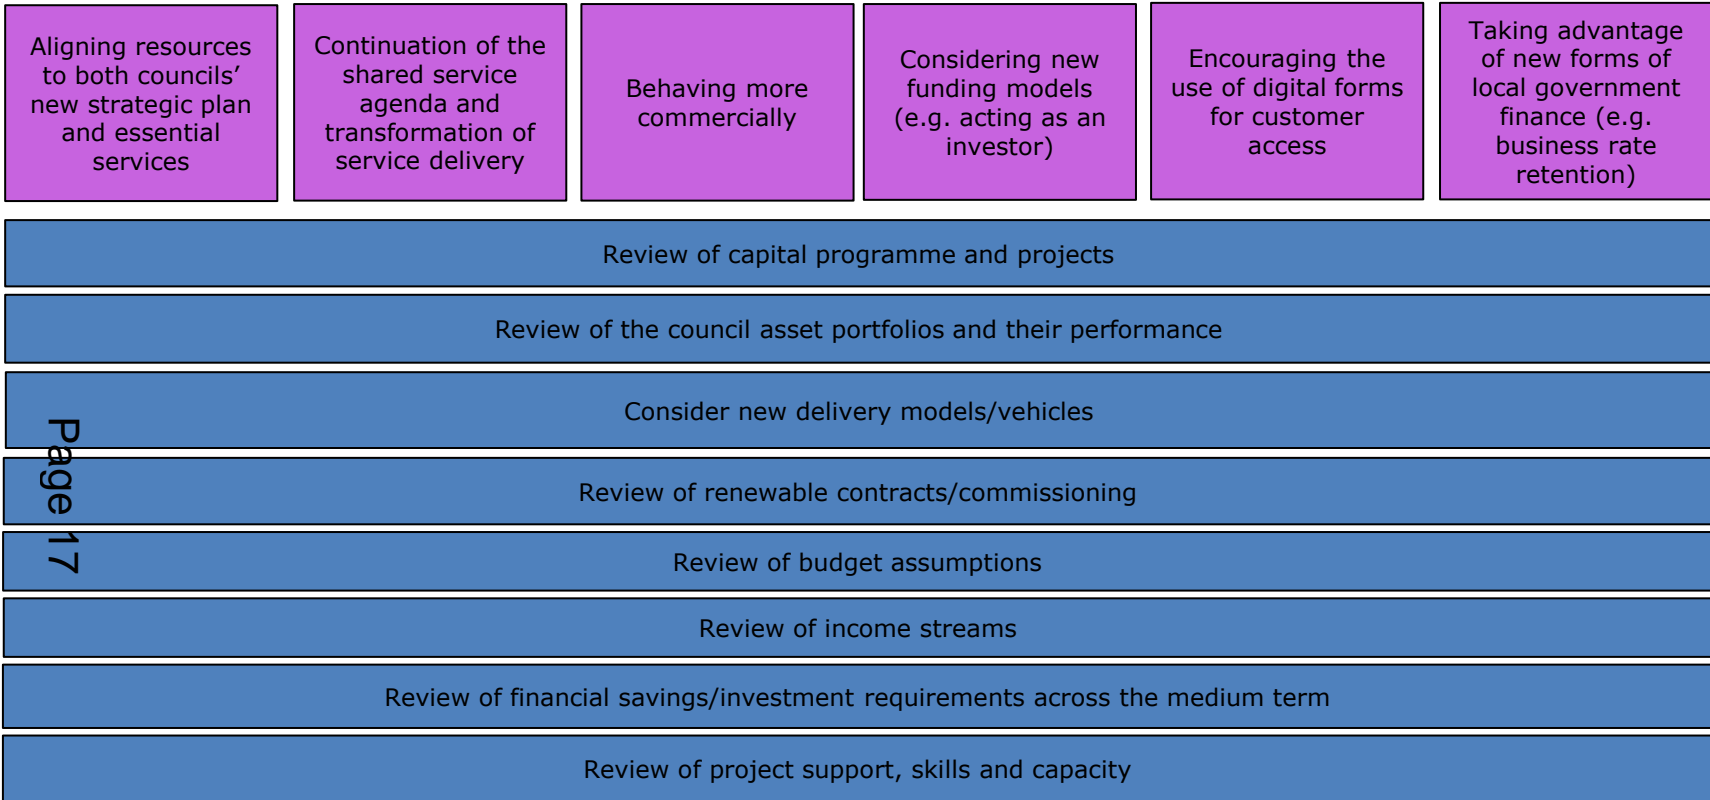 Aligning resources
to both councils’
new strategic plan
and essential
services
Continuation of the
shared service
agenda and
transformation of
service delivery
Behaving more
commercially
Considering new
funding models
(e.g. acting as an
investor)
Encouraging the
use of digital forms
for customer
access
Taking advantage
of new forms of
local government
finance (e.g.
business rate
retention)
Review of capital programme and projects
Review of the council asset portfolios and their performance
Consider new delivery models/vehicles
Review of renewable contracts/commissioning
Review of budget assumptions
Review of income streams
Review of financial savings/investment requirements across the medium term
Review of project support, skills and capacity
Page 17